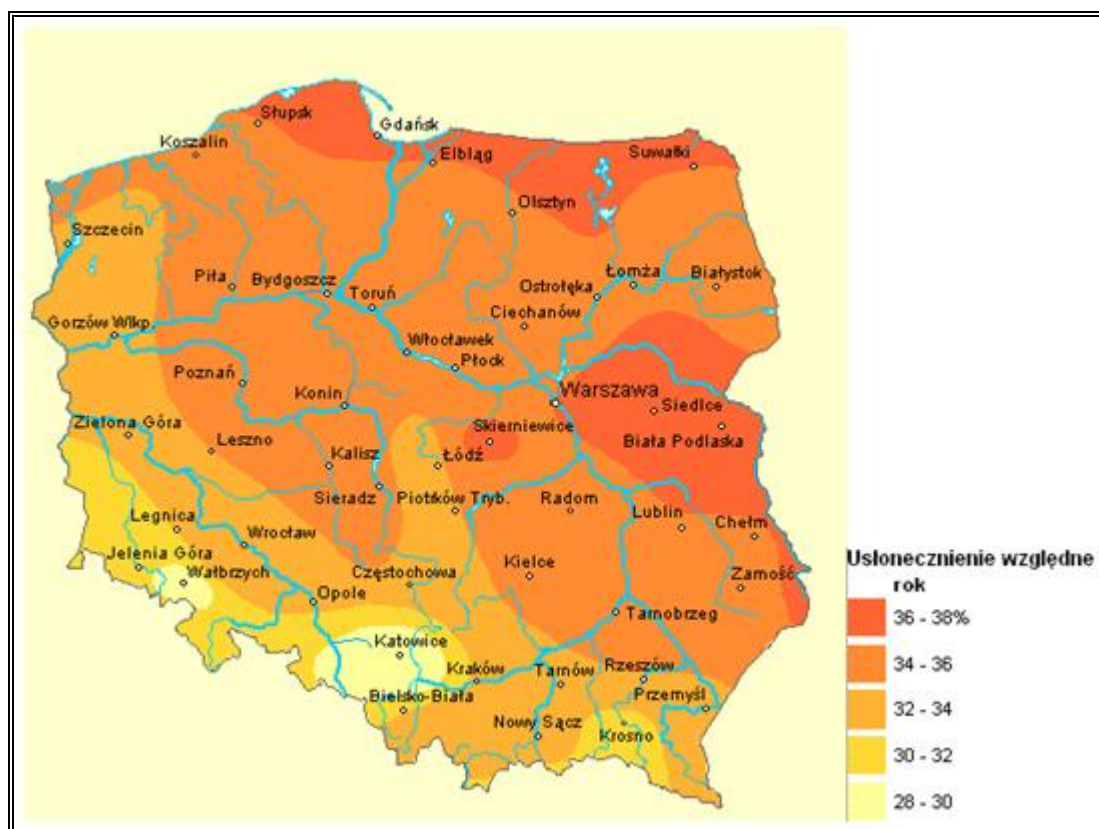 Słupsk
Gdańsk
Koszalin
Elbląg
Suwałki
Olsztyn
Szczecin
Piła
Bydgoszcz
Toruń
Ostrołęka
Łomża
Białystok
Ciechanów
Gorzów Wlkp.
Włocławek
Płock
Poznań
Konin
Warszawa
Siedlce
Zielona Góra
Leszno
Skierniewice
Biała Podlaska
Kalisz
Łódź
Sieradz
Piotrków Tryb.
Radom
Lublin
Chełm
Legnica
Wrocław
Jelenia Góra
Wałbrzych
Częstochowa
Kielce
Zamość
Opole
Tarnobrzeg
Katowice
Kraków
Tarnów
Rzeszów
Przemyśl
Bielsko-Biała
Nowy Sącz
Krosno
Usłonecznienie względne
rok
36 - 38%
34 - 36
32 - 34
30 - 32
28 - 30